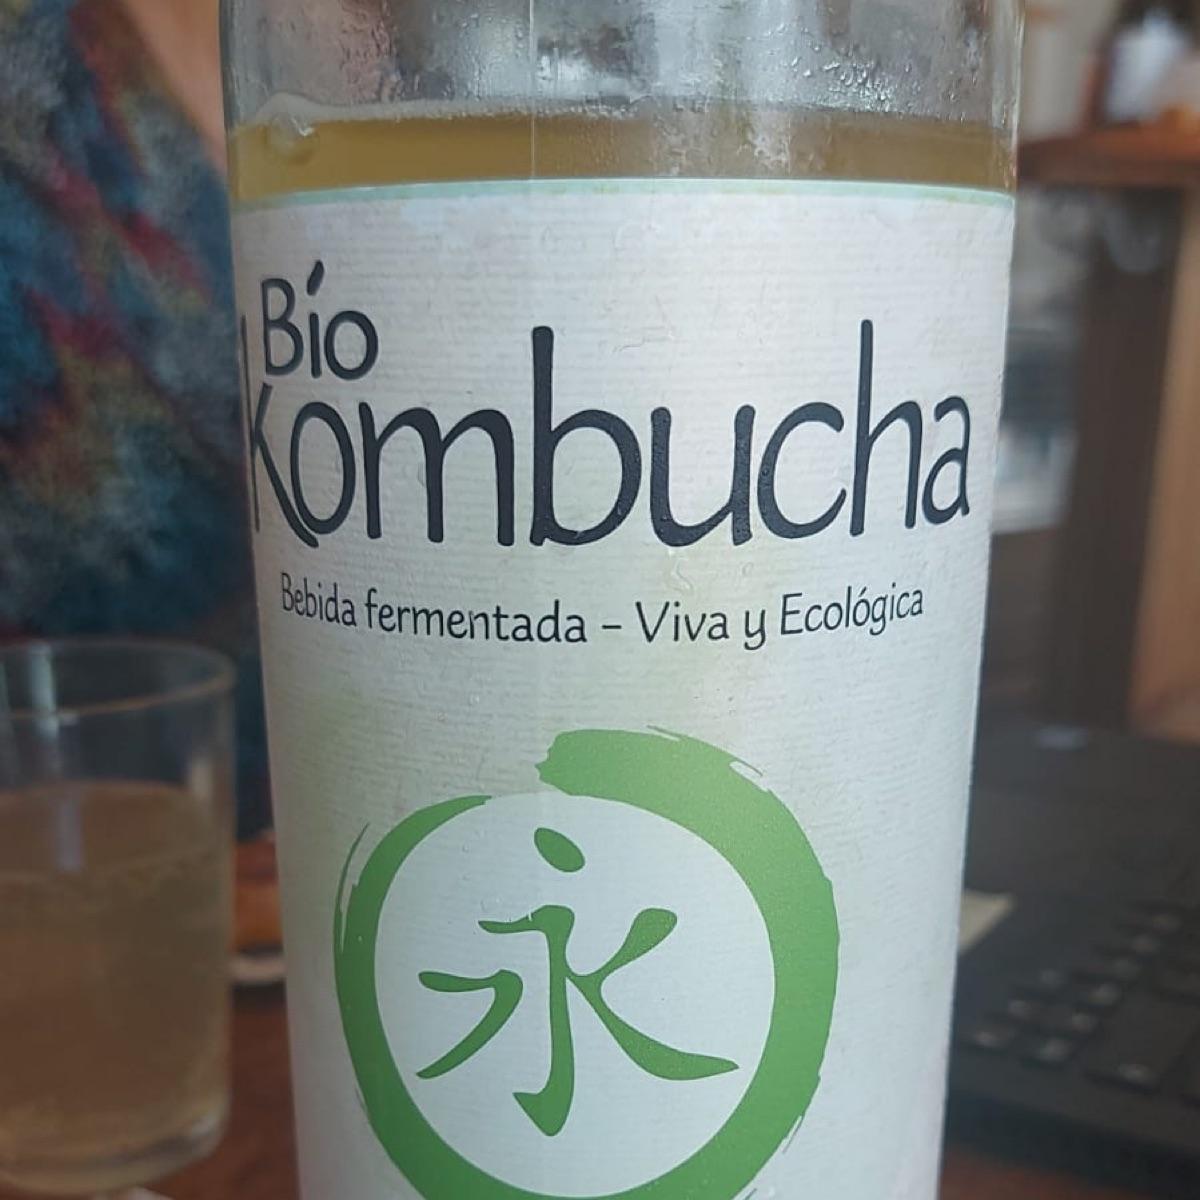 Bío
Kombucha
Bebida fermentada – Viva y Ecológica
永